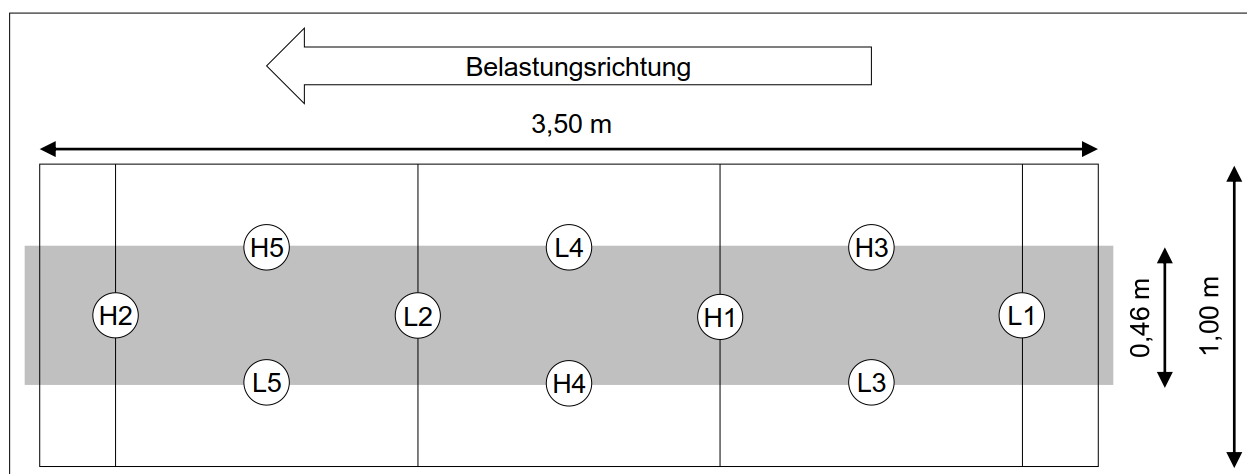 Belastungsrichtung
3,50 m
H5 L4 H3
H2 L2 H1 L1
L5 H4 L3
0,46 m
1,00 m